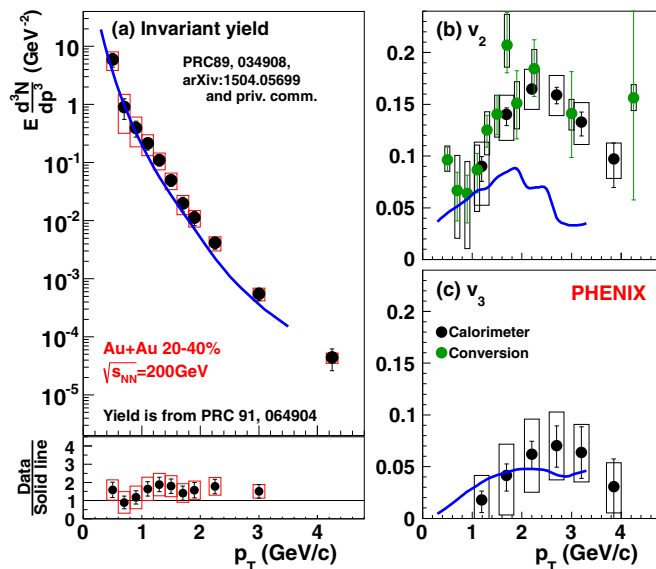 (a) Invariant yield
PRC89, 034908,
arXiv:1504.05699
and priv. comm.
E d³N/dp³ (GeV⁻²)
10
1
10⁻¹
10⁻²
10⁻³
10⁻⁴
10⁻⁵
Au+Au 20-40%
√s_NN=200GeV
Yield is from PRC 91, 064904
Data
Solid line
4
3
2
1
0
0 1 2 3 4
p_T (GeV/c)
(b) v₂
0.2
0.15
0.1
0.05
0
(c) v₃
PHENIX
Calorimeter
Conversion
0.2
0.15
0.1
0.05
0
0 1 2 3 4
p_T (GeV/c)